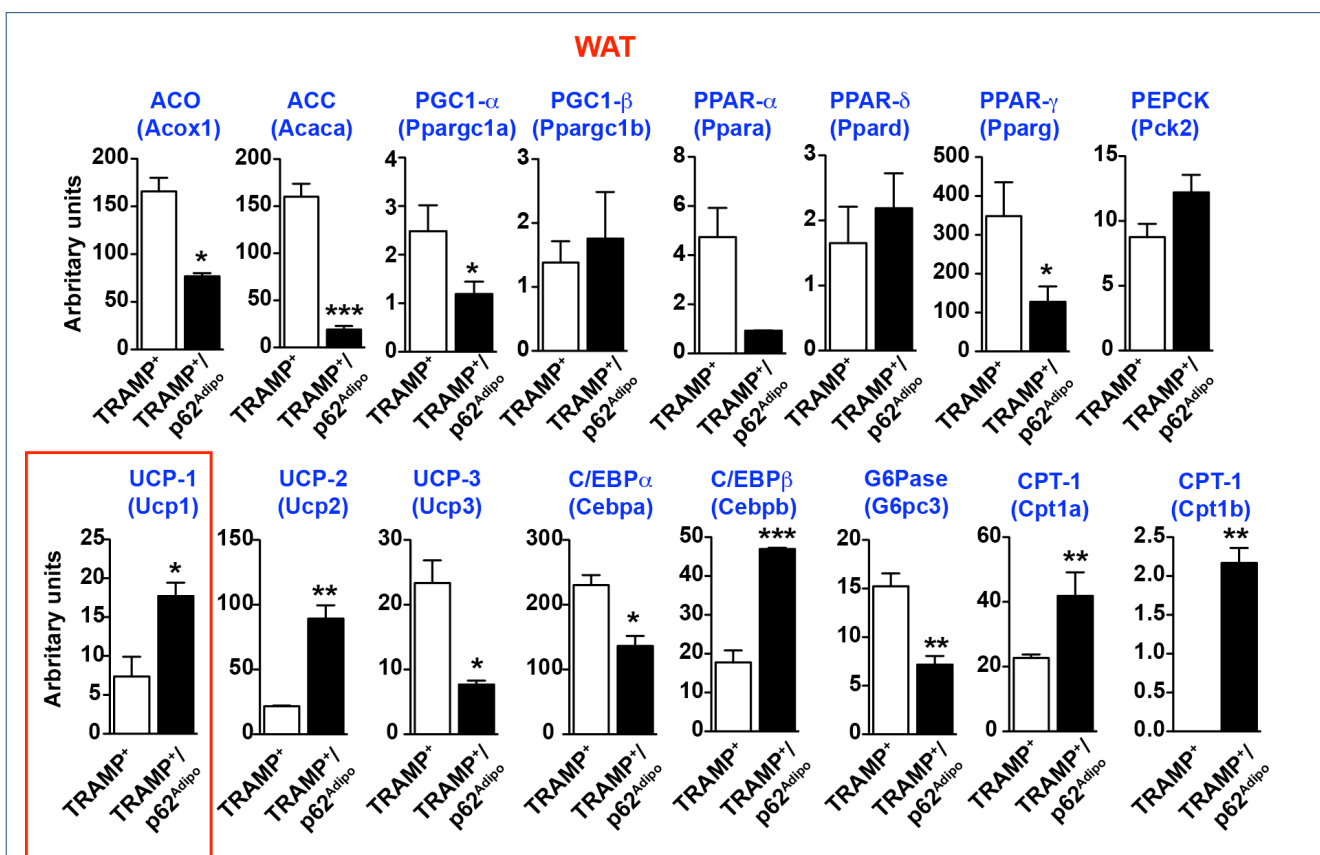 WAT
ACO
(Acox1)
200
150
100
50
0
Arbritary units
*
TRAMP+
TRAMP+/
p62Adipo
ACC
(Acaca)
200
150
100
50
0
***
TRAMP+
TRAMP+/
p62Adipo
PGC1-α
(Ppargc1a)
4
3
2
1
0
*
TRAMP+
TRAMP+/
p62Adipo
PGC1-β
(Ppargc1b)
3
2
1
0
TRAMP+
TRAMP+/
p62Adipo
PPAR-α
(Ppara)
8
6
4
2
0
TRAMP+
TRAMP+/
p62Adipo
PPAR-δ
(Ppard)
3
2
1
0
TRAMP+
TRAMP+/
p62Adipo
PPAR-γ
(Pparg)
500
400
300
200
100
0
*
TRAMP+
TRAMP+/
p62Adipo
PEPCK
(Pck2)
15
10
5
0
TRAMP+
TRAMP+/
p62Adipo
UCP-1
(Ucp1)
25
20
15
10
5
0
Arbritary units
*
TRAMP+
TRAMP+/
p62Adipo
UCP-2
(Ucp2)
150
100
50
0
**
TRAMP+
TRAMP+/
p62Adipo
UCP-3
(Ucp3)
30
20
10
0
*
TRAMP+
TRAMP+/
p62Adipo
C/EBPα
(Cebpa)
300
200
100
0
*
TRAMP+
TRAMP+/
p62Adipo
C/EBPβ
(Cebpb)
50
40
30
20
10
0
***
TRAMP+
TRAMP+/
p62Adipo
G6Pase
(G6pc3)
20
15
10
5
0
**
TRAMP+
TRAMP+/
p62Adipo
CPT-1
(Cpt1a)
60
40
20
0
**
TRAMP+
TRAMP+/
p62Adipo
CPT-1
(Cpt1b)
2.5
2.0
1.5
1.0
0.5
0.0
**
TRAMP+
TRAMP+/
p62Adipo